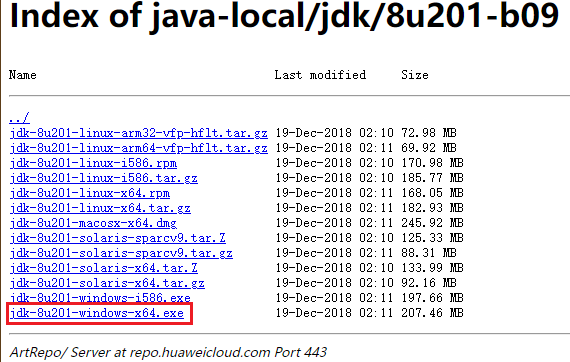 Index of java-local/jdk/8u201-b09
Name Last modified Size
../
jdk-8u201-linux-arm32-vfp-hflt.tar.gz 19-Dec-2018 02:10 72.98 MB
jdk-8u201-linux-arm64-vfp-hflt.tar.gz 19-Dec-2018 02:11 69.92 MB
jdk-8u201-linux-i586.rpm 19-Dec-2018 02:10 170.98 MB
jdk-8u201-linux-i586.tar.gz 19-Dec-2018 02:10 185.77 MB
jdk-8u201-linux-x64.rpm 19-Dec-2018 02:11 168.05 MB
jdk-8u201-linux-x64.tar.gz 19-Dec-2018 02:11 182.93 MB
jdk-8u201-macosx-x64.dmg 19-Dec-2018 02:11 245.92 MB
jdk-8u201-solaris-sparcv9.tar.Z 19-Dec-2018 02:10 125.33 MB
jdk-8u201-solaris-sparcv9.tar.gz 19-Dec-2018 02:11 88.31 MB
jdk-8u201-solaris-x64.tar.Z 19-Dec-2018 02:10 133.99 MB
jdk-8u201-solaris-x64.tar.gz 19-Dec-2018 02:10 92.16 MB
jdk-8u201-windows-i586.exe 19-Dec-2018 02:11 197.66 MB
jdk-8u201-windows-x64.exe 19-Dec-2018 02:11 207.46 MB
ArtRepo/ Server at repo.huaweicloud.com Port 443